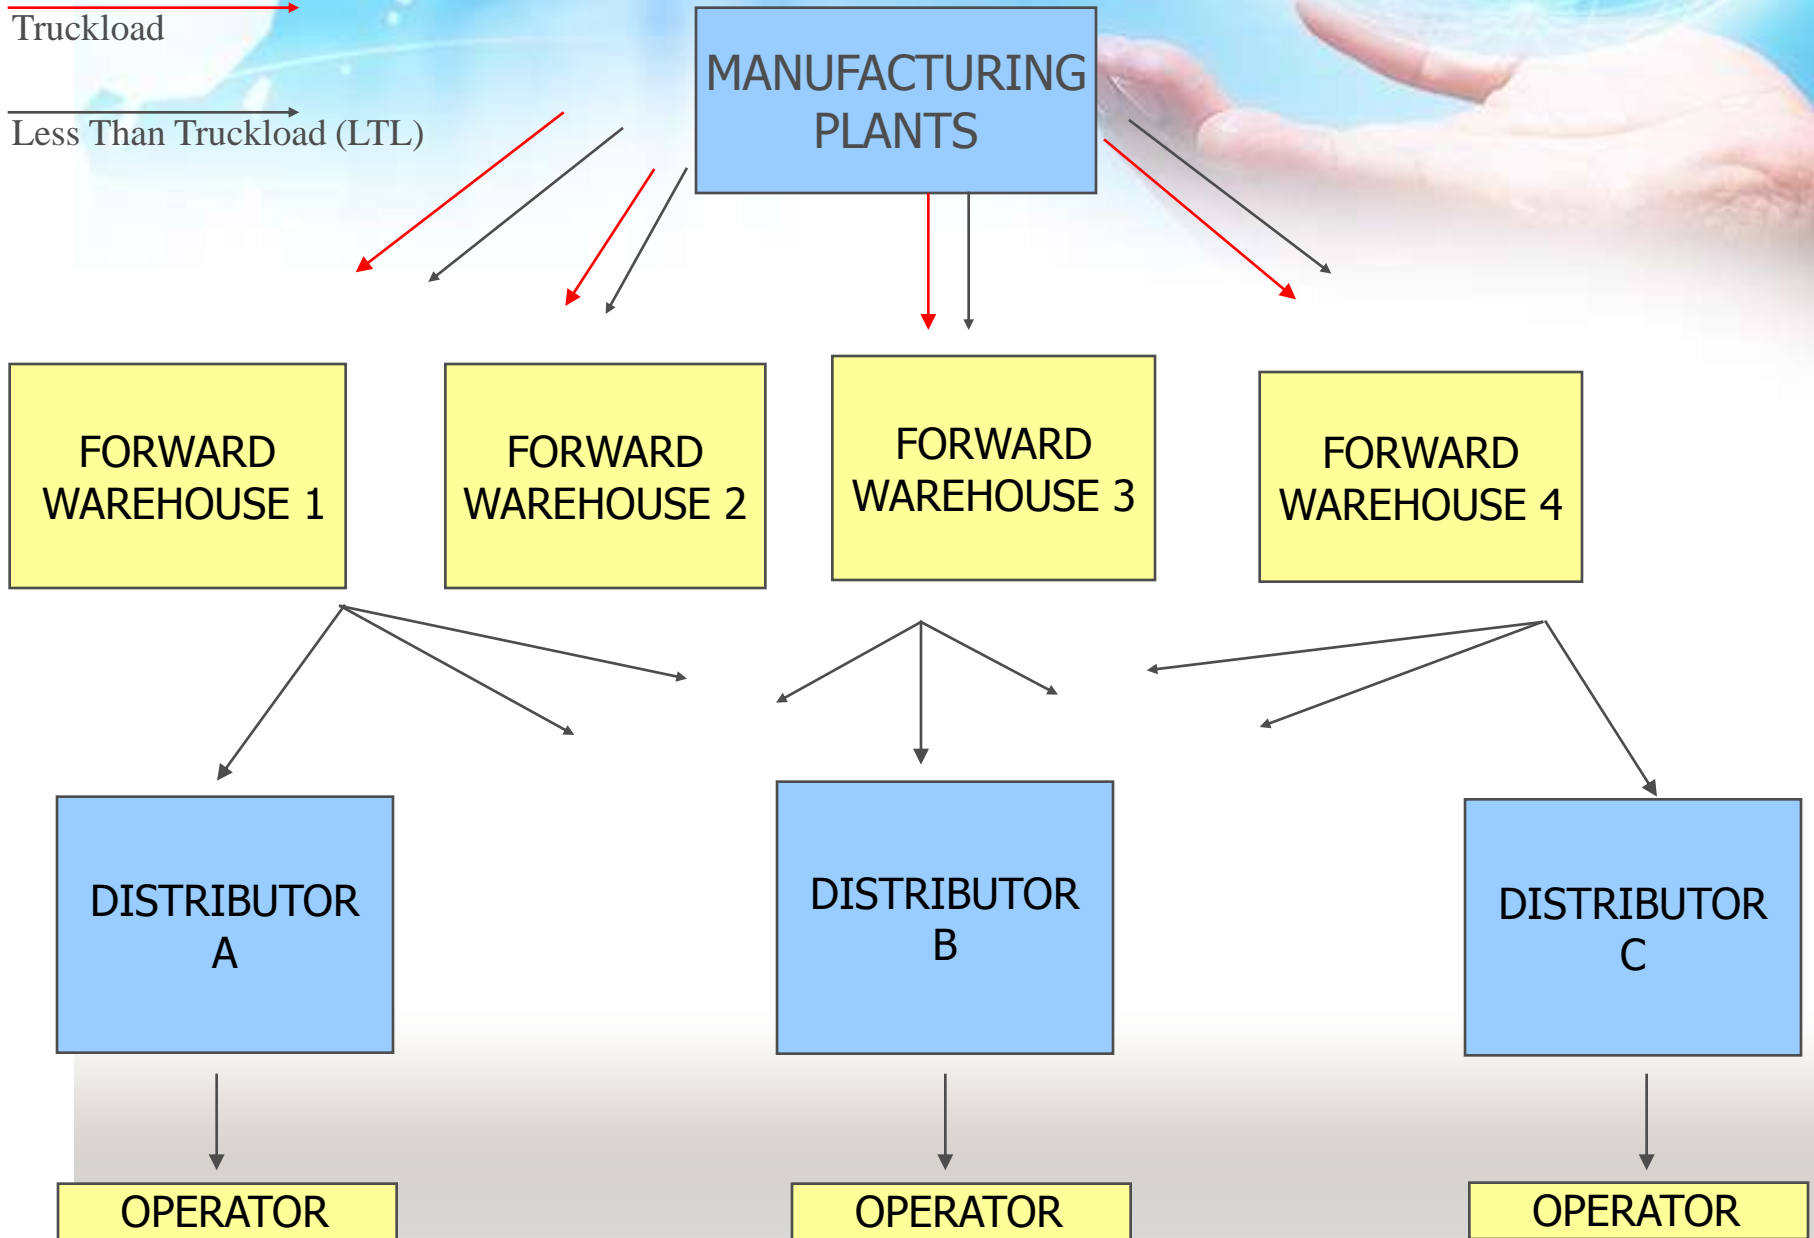 Truckload
Less Than Truckload (LTL)
MANUFACTURING
PLANTS
FORWARD
WAREHOUSE 1
FORWARD
WAREHOUSE 2
FORWARD
WAREHOUSE 3
FORWARD
WAREHOUSE 4
DISTRIBUTOR
A
DISTRIBUTOR
B
DISTRIBUTOR
C
OPERATOR
OPERATOR
OPERATOR